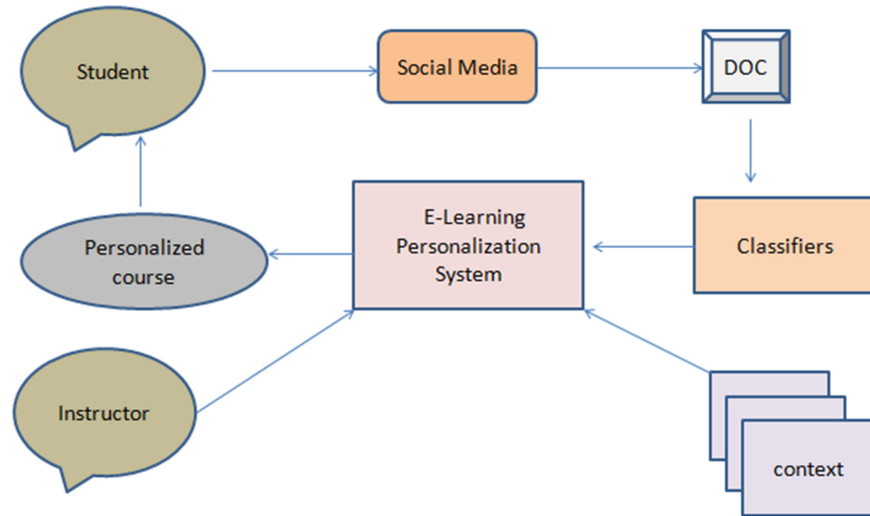 Student
Social Media
DOC
E-Learning
Personalization
System
Classifiers
Personalized
course
Instructor
context